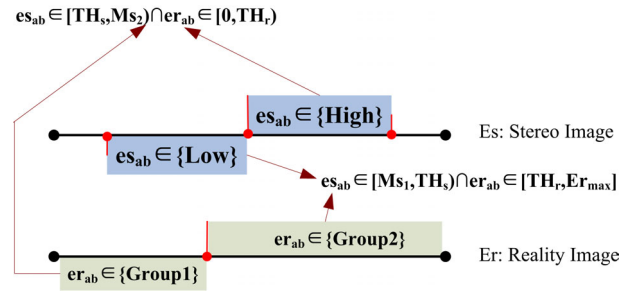 es_ab ∈ [TH_s,Ms_2)∩er_ab ∈ [0,TH_r)
es_ab ∈ {High}
Es: Stereo Image
es_ab ∈ {Low}
es_ab ∈ [Ms_1,TH_s)∩er_ab ∈ [TH_r,Er_max]
er_ab ∈ {Group2}
Er: Reality Image
er_ab ∈ {Group1}